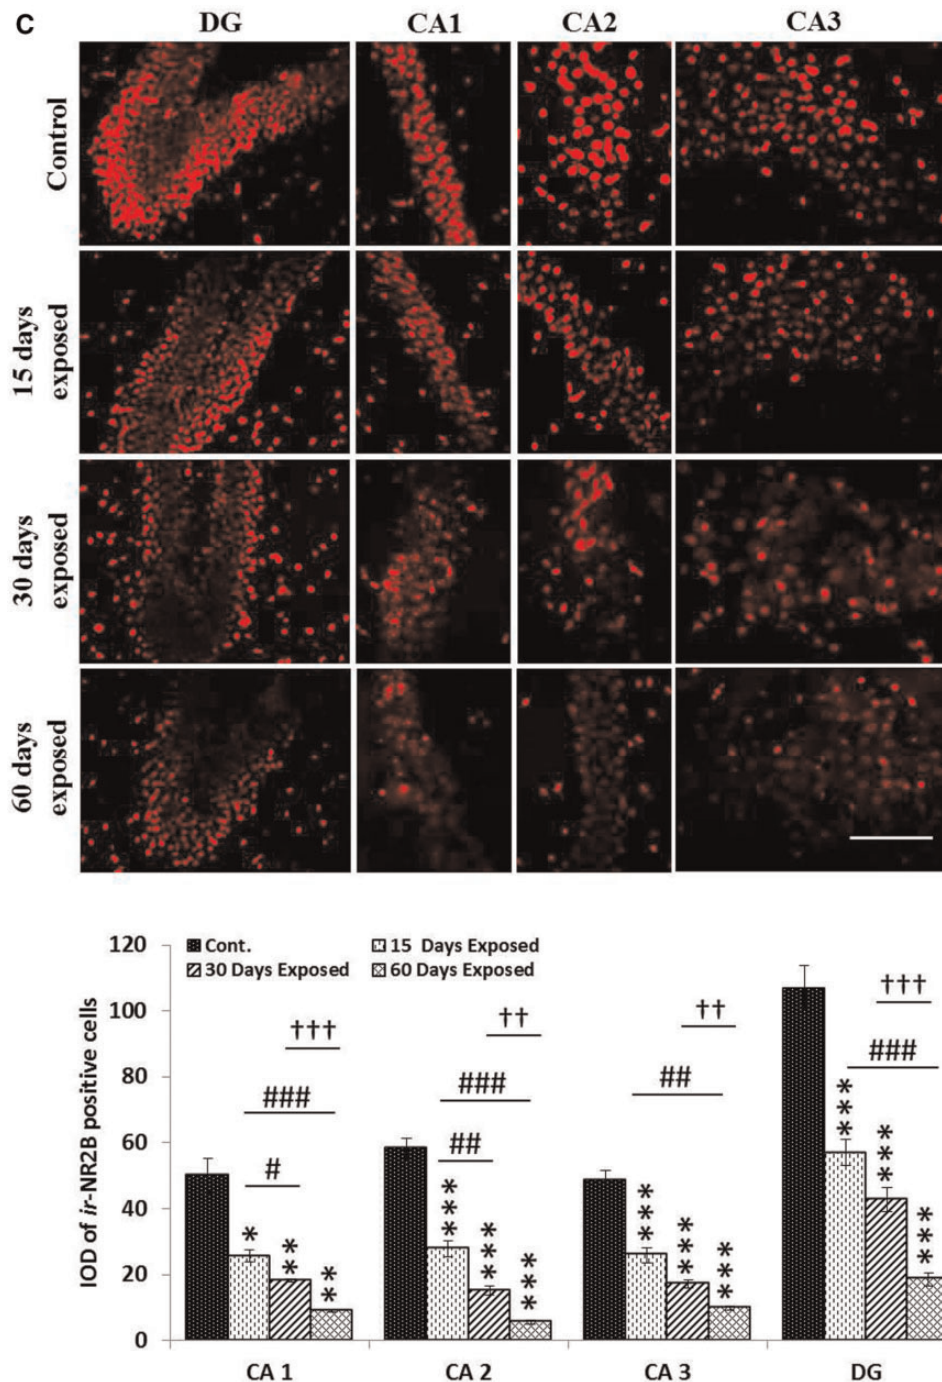 C
DG CA1 CA2 CA3
Control
15 days
exposed
30 days
exposed
60 days
exposed
IOD of ir-NR2B positive cells
120
100
80
60
40
20
0
Cont. 15 Days Exposed
30 Days Exposed 60 Days Exposed
†††
###
#
*
**
**
††
###
##
***
***
***
††
##
***
***
***
†††
###
***
***
***
CA 1 CA 2 CA 3 DG